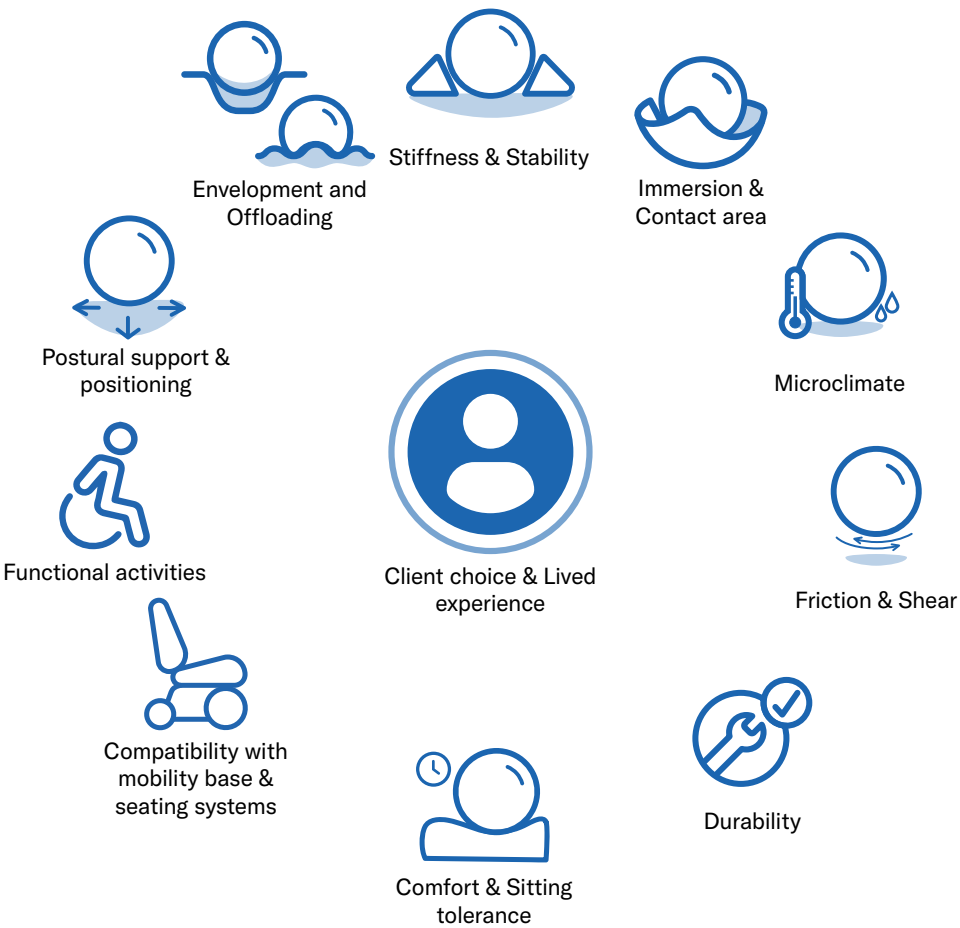 Stiffness & Stability
Envelopment and
Offloading
Immersion &
Contact area
Postural support &
positioning
Microclimate
Functional activities
Client choice & Lived
experience
Friction & Shear
Compatibility with
mobility base &
seating systems
Durability
Comfort & Sitting
tolerance